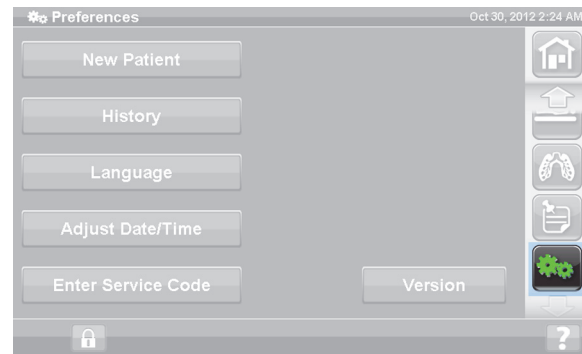 Preferences
Oct 30, 2012 2:24 AM
New Patient
History
Language
Adjust Date/Time
Enter Service Code
Version
?